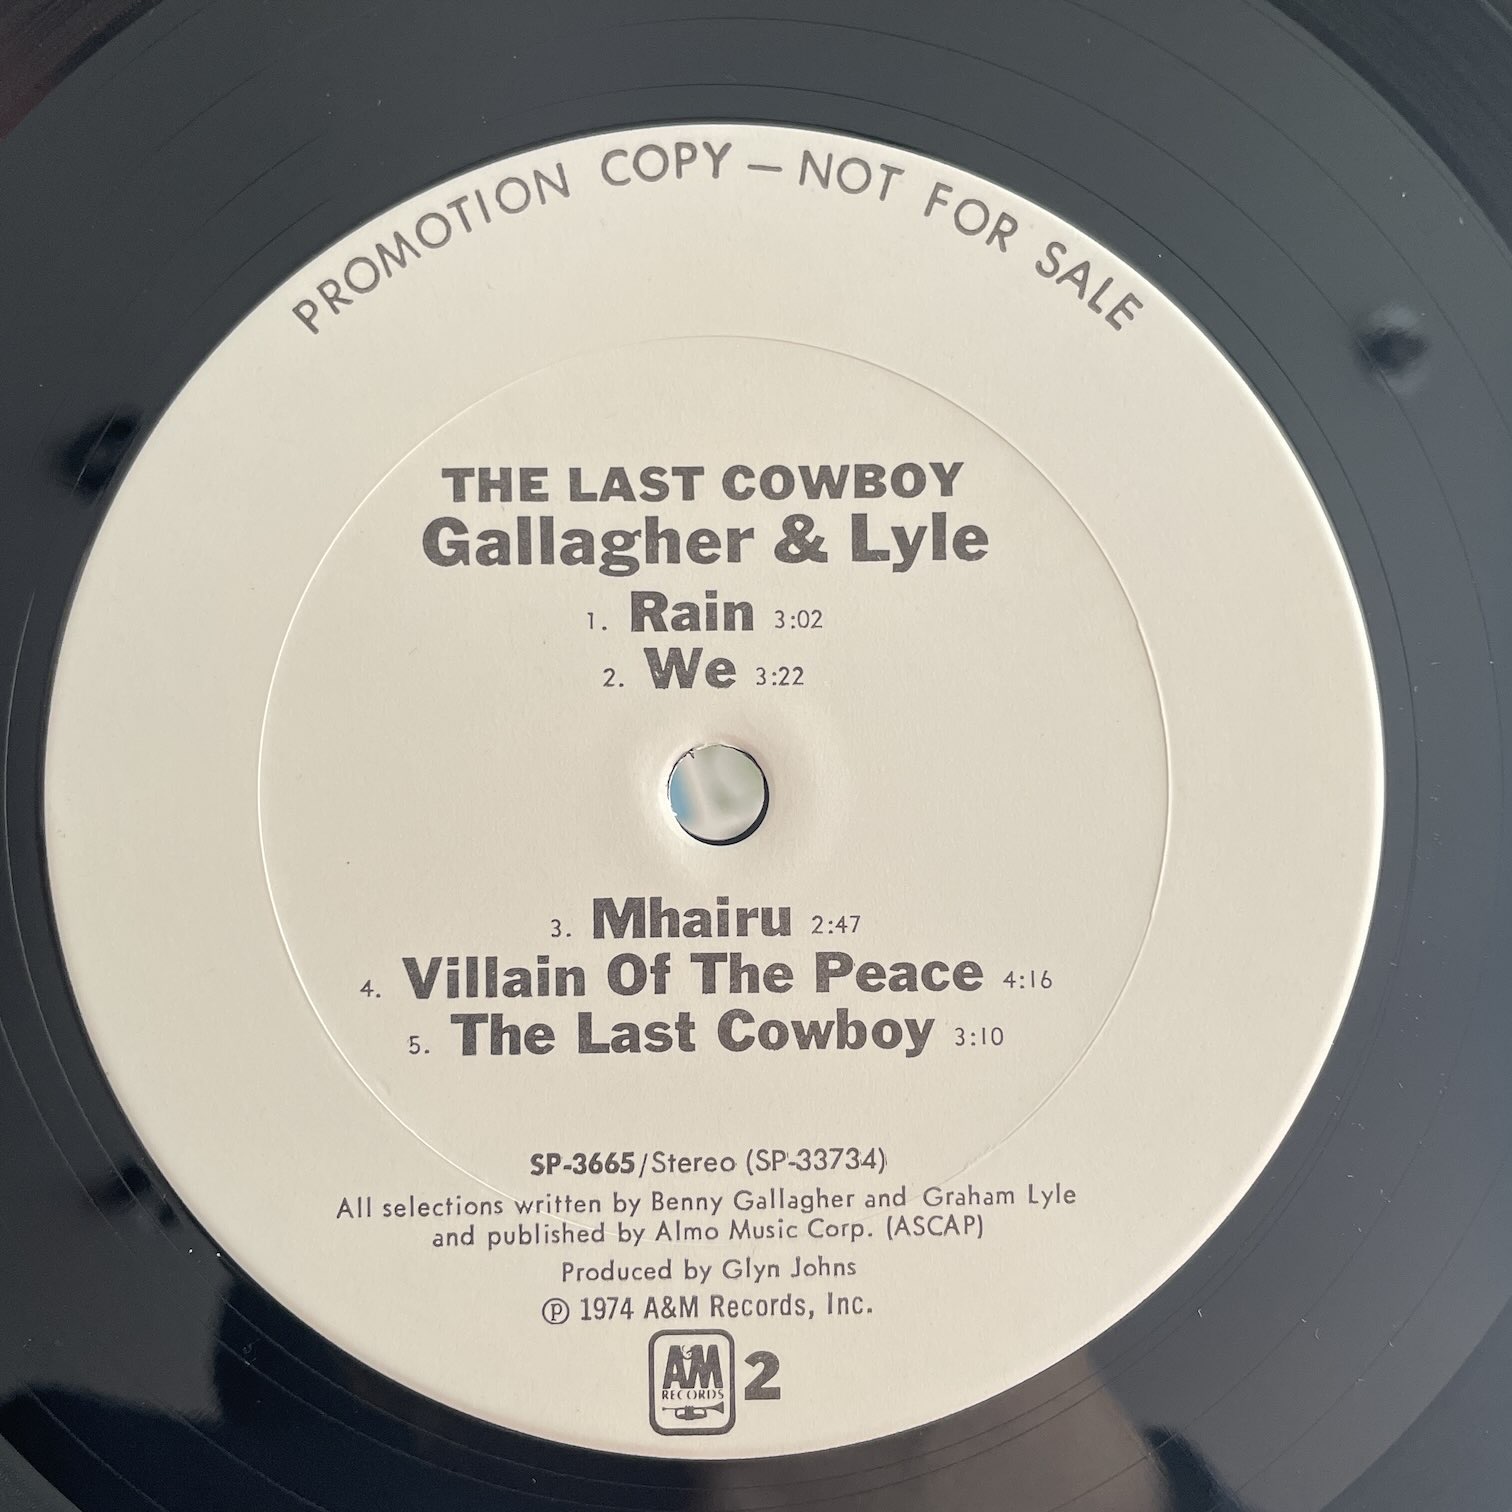 PROMOTION COPY – NOT FOR SALE
THE LAST COWBOY
Gallagher & Lyle
1. Rain 3:02
2. We 3:22
3. Mhairu 2:47
4. Villain Of The Peace 4:16
5. The Last Cowboy 3:10
SP-3665/Stereo (SP-33734)
All selections written by Benny Gallagher and Graham Lyle
and published by Almo Music Corp. (ASCAP)
Produced by Glyn Johns
℗ 1974 A&M Records, Inc.
A&M 2
RECORDS